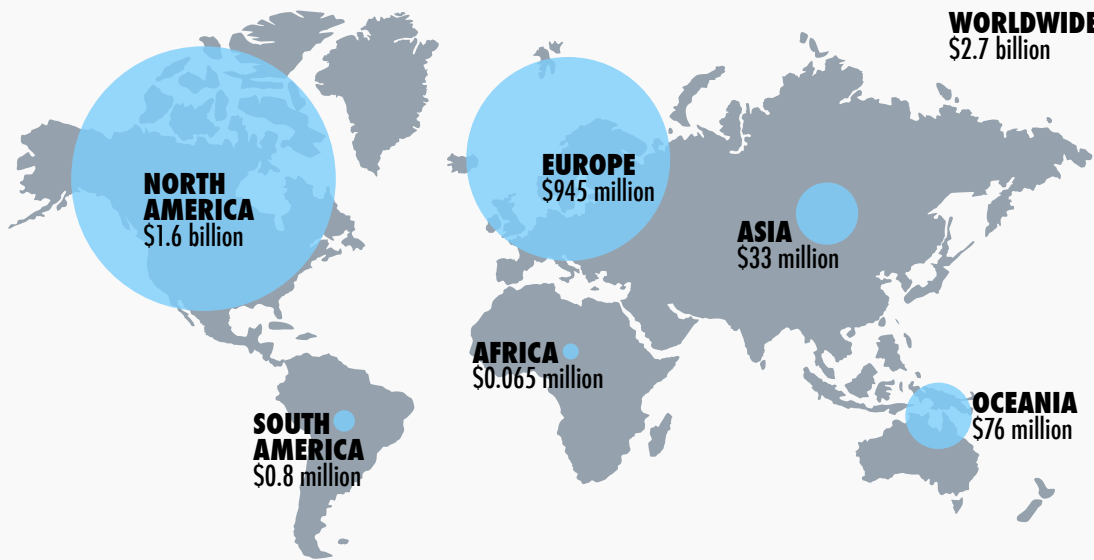 WORLDWIDE
$2.7 billion
NORTH
AMERICA
$1.6 billion
EUROPE
$945 million
ASIA
$33 million
AFRICA
$0.065 million
SOUTH
AMERICA
$0.8 million
OCEANIA
$76 million